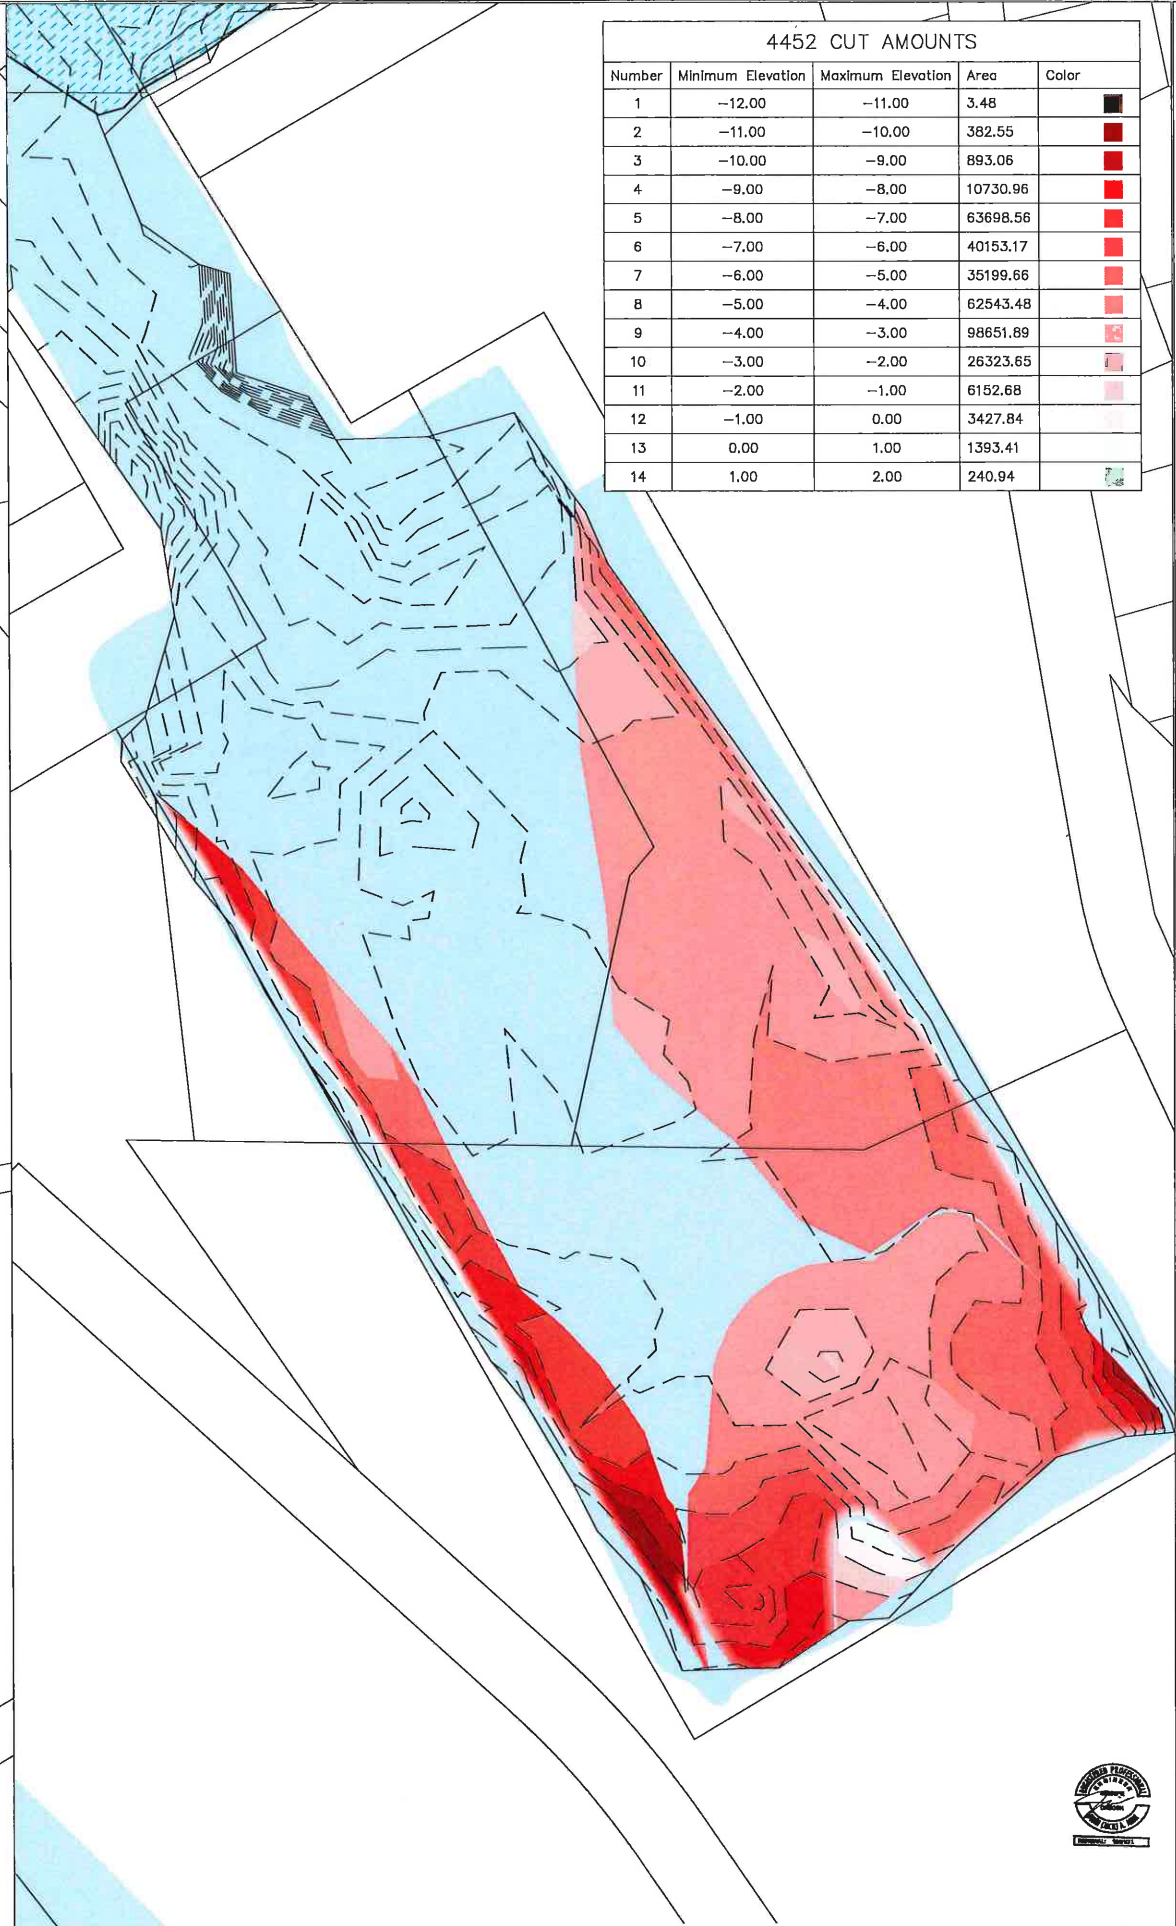 4452 CUT AMOUNTS
Number Minimum Elevation Maximum Elevation Area Color
1 −12.00 −11.00 3.48
2 −11.00 −10.00 382.55
3 −10.00 −9.00 893.06
4 −9.00 −8.00 10730.96
5 −8.00 −7.00 63698.56
6 −7.00 −6.00 40153.17
7 −6.00 −5.00 35199.66
8 −5.00 −4.00 62543.48
9 −4.00 −3.00 98651.89
10 −3.00 −2.00 26323.65
11 −2.00 −1.00 6152.68
12 −1.00 0.00 3427.84
13 0.00 1.00 1393.41
14 1.00 2.00 240.94
REGISTERED PROFESSIONAL
ENGINEER
OREGON